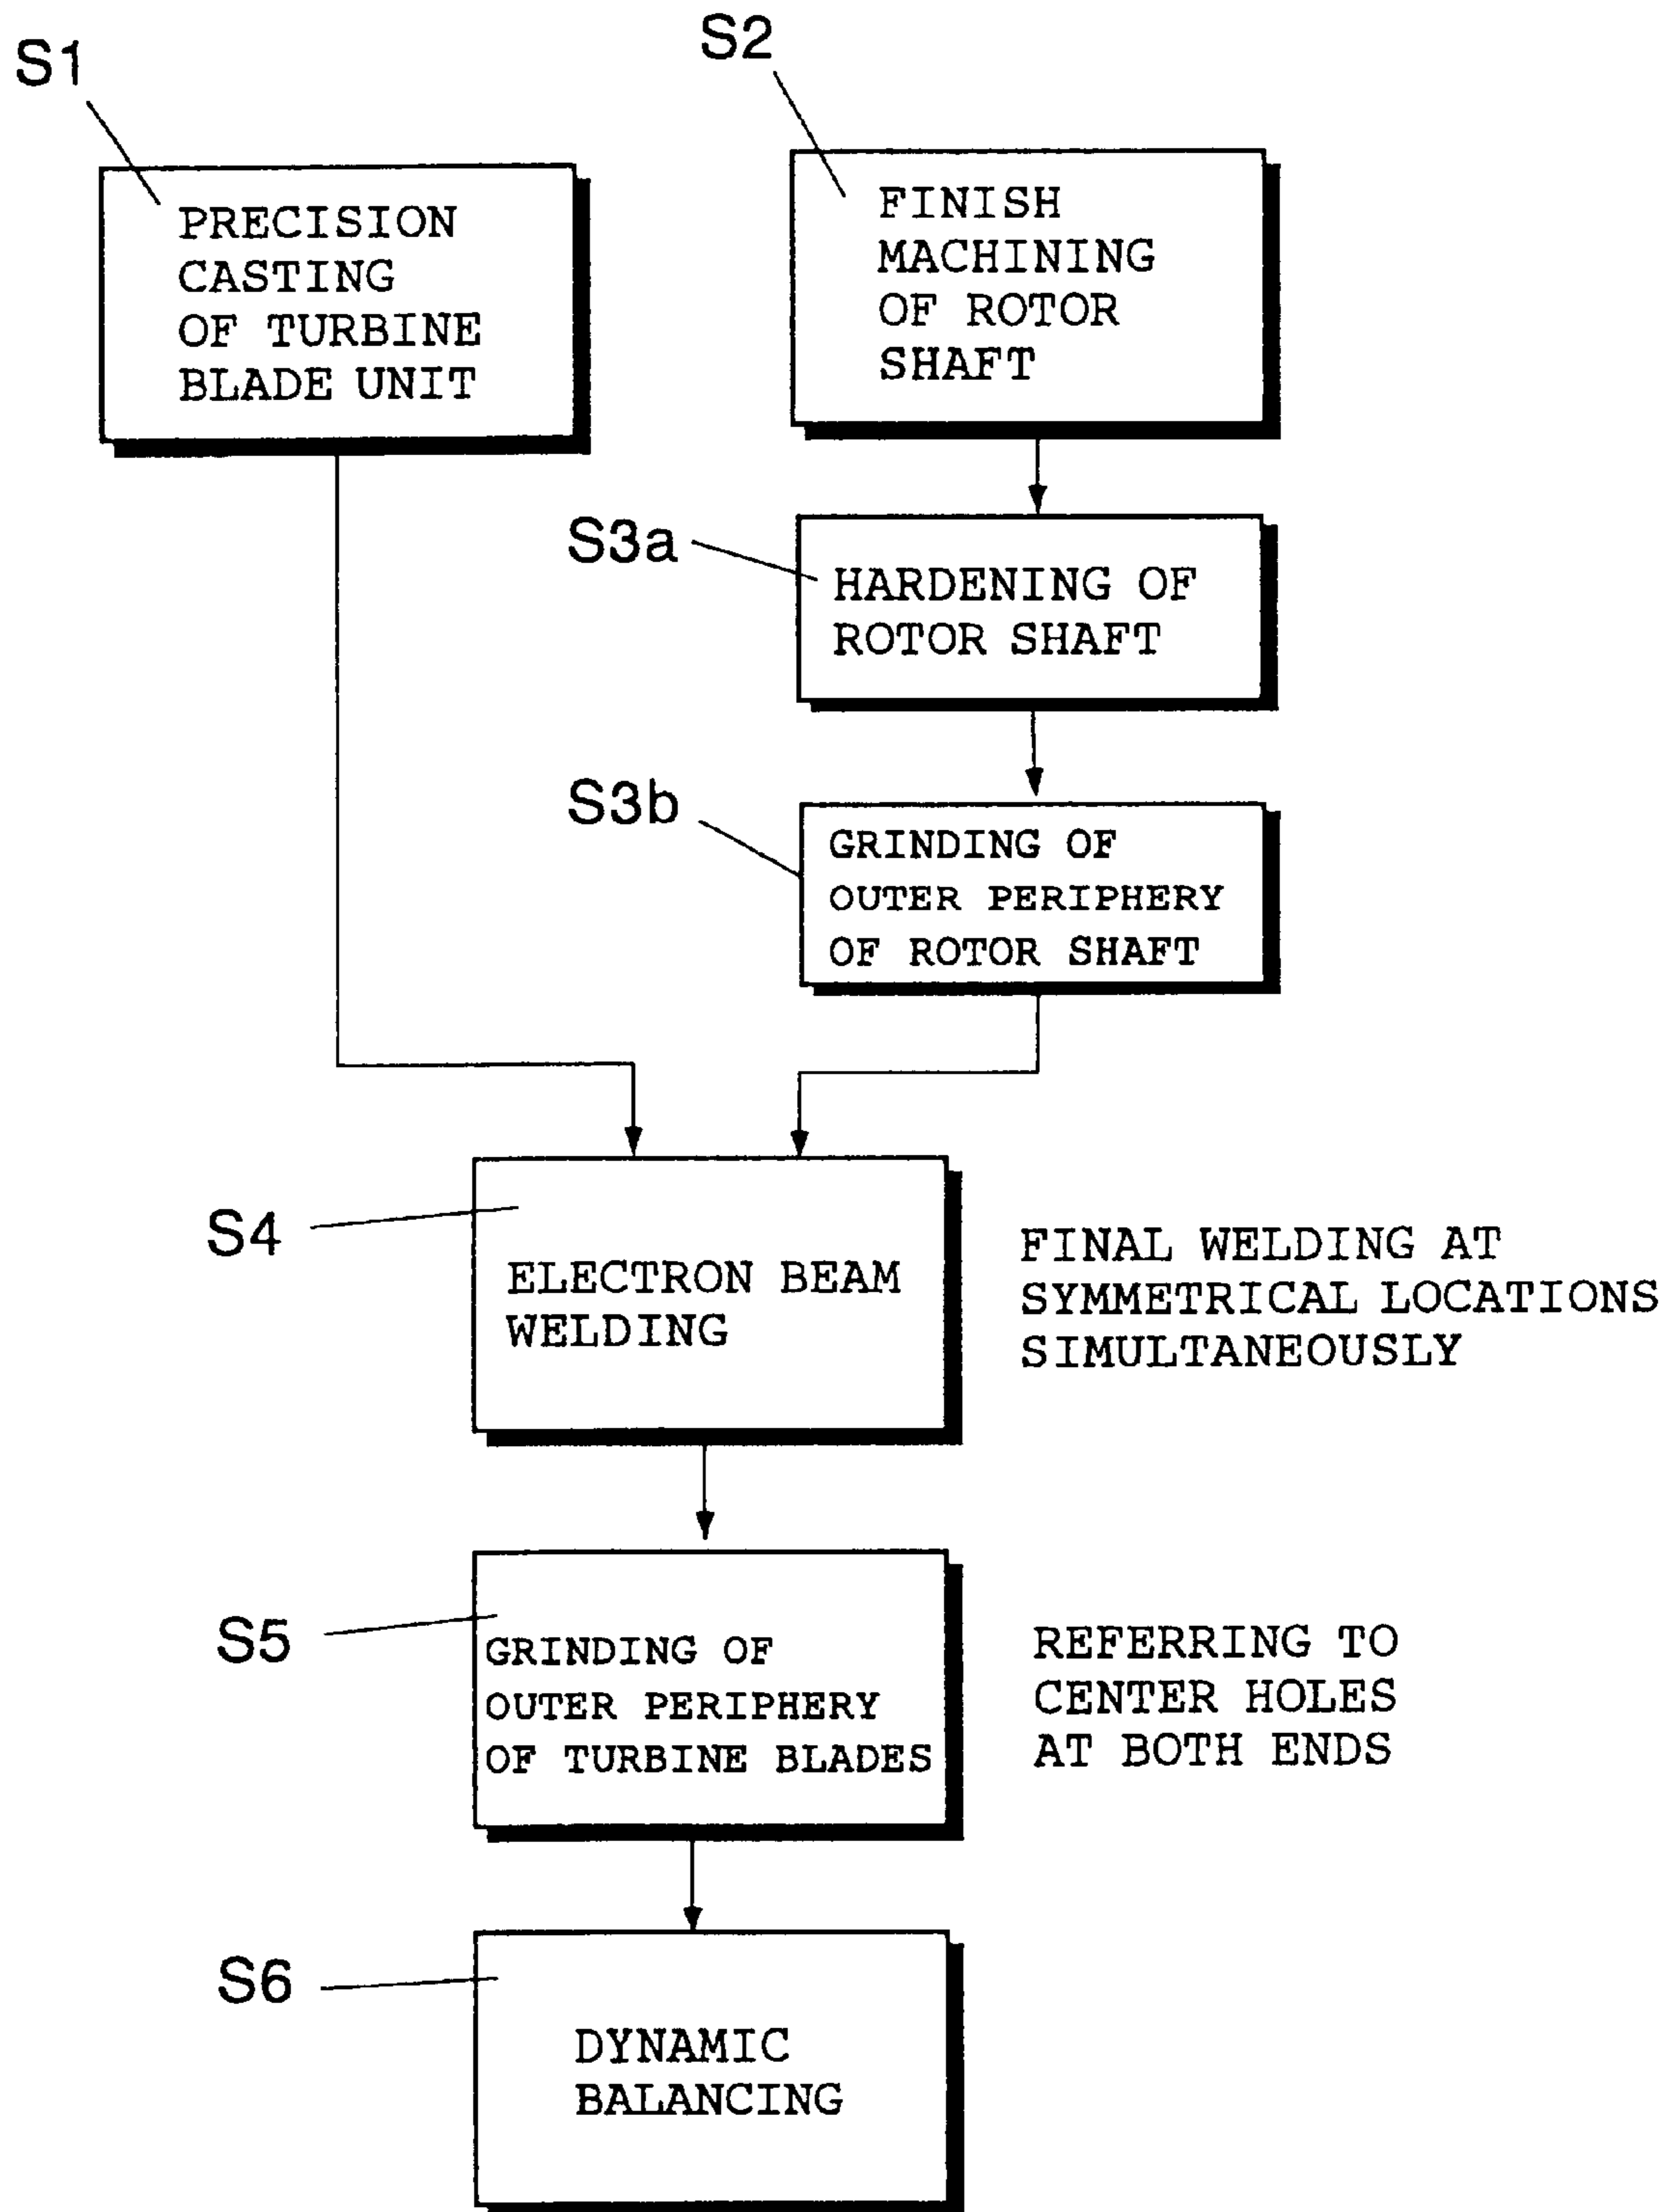 S1
PRECISION
CASTING
OF TURBINE
BLADE UNIT
S2
FINISH
MACHINING
OF ROTOR
SHAFT
S3a
HARDENING OF
ROTOR SHAFT
S3b
GRINDING OF
OUTER PERIPHERY
OF ROTOR SHAFT
S4
ELECTRON BEAM
WELDING
FINAL WELDING AT
SYMMETRICAL LOCATIONS
SIMULTANEOUSLY
S5
GRINDING OF
OUTER PERIPHERY
OF TURBINE BLADES
REFERRING TO
CENTER HOLES
AT BOTH ENDS
S6
DYNAMIC
BALANCING